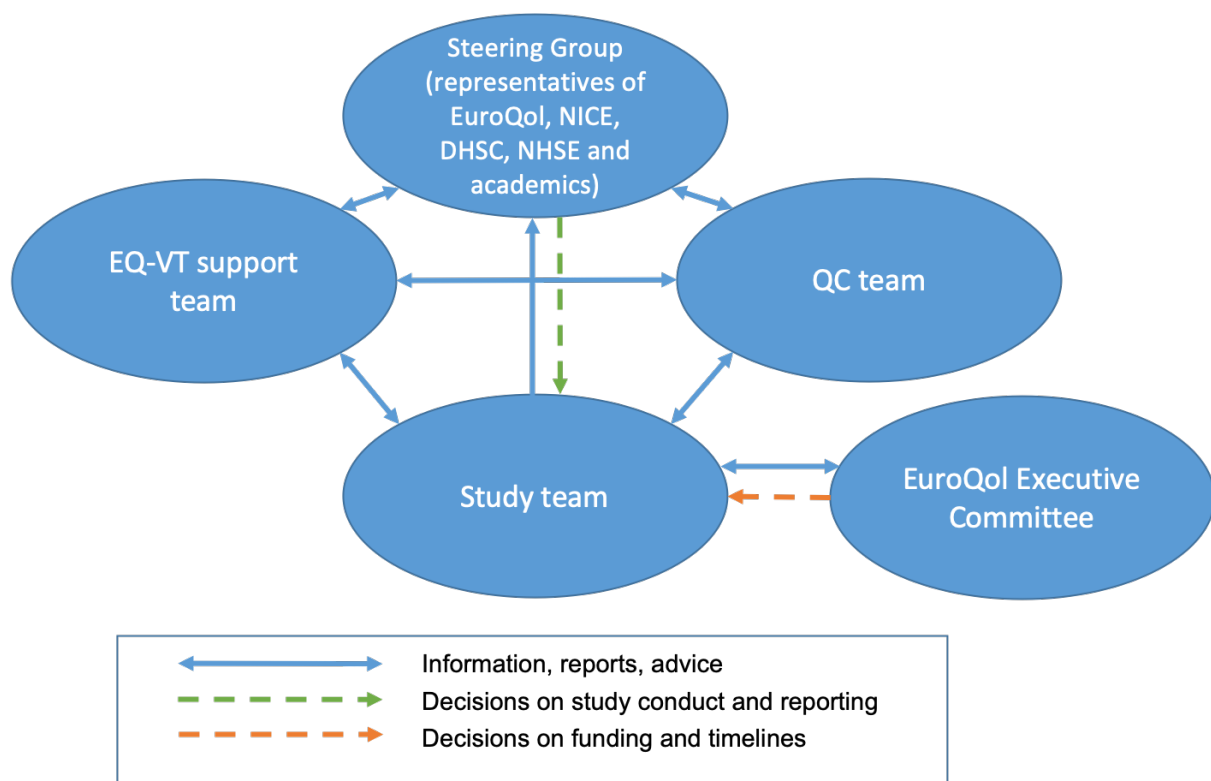 Steering Group
(representatives of
EuroQol, NICE,
DHSC, NHSE and
academics)
EQ-VT support
team
QC team
Study team
EuroQol Executive
Committee
Information, reports, advice
Decisions on study conduct and reporting
Decisions on funding and timelines